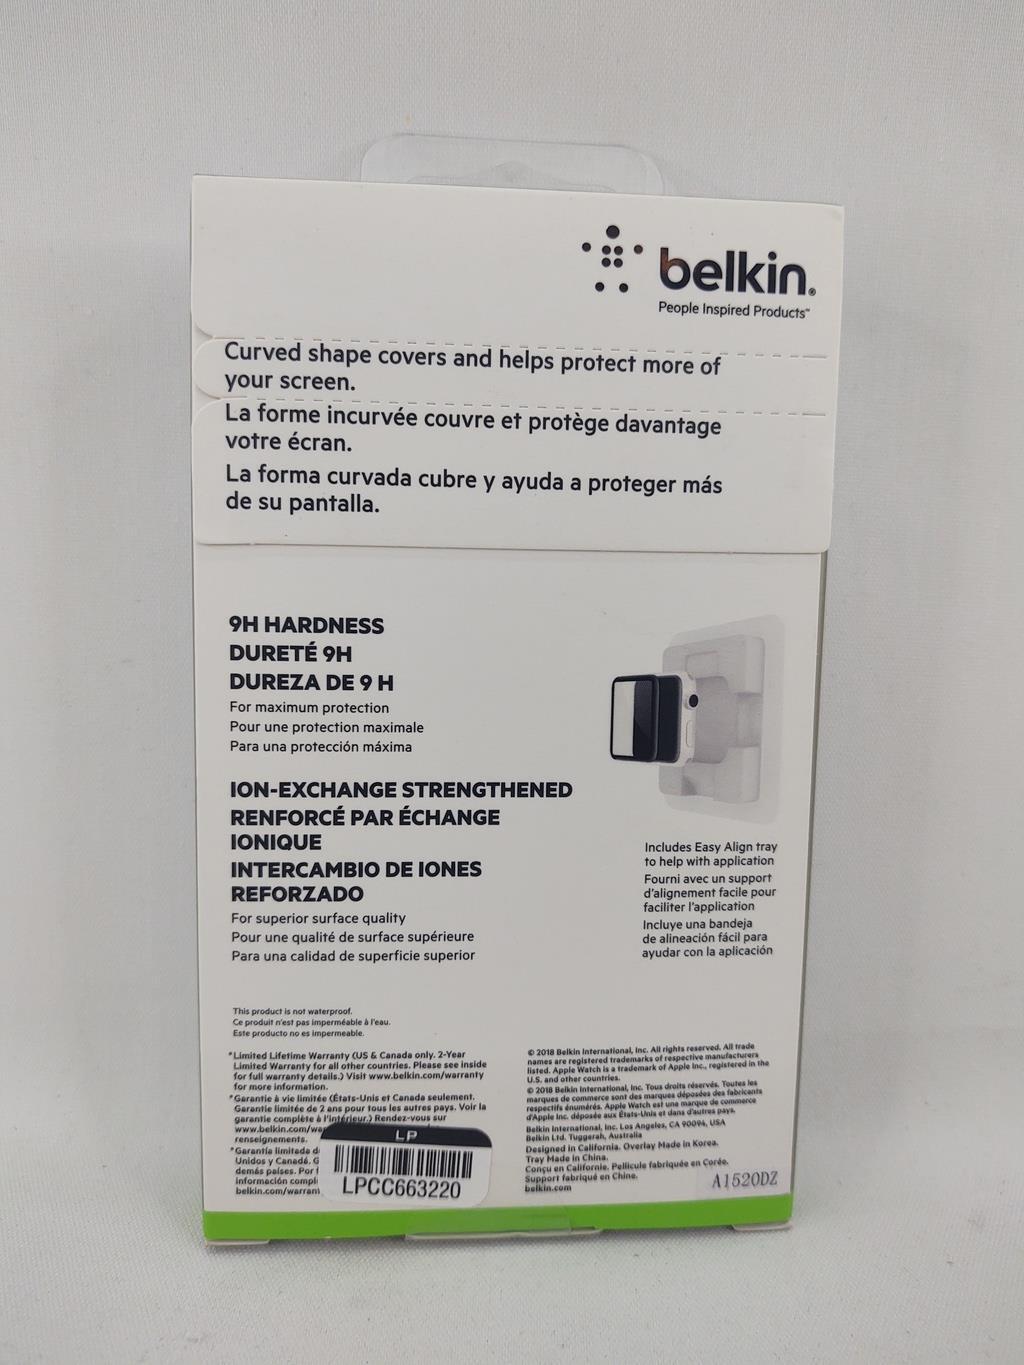 belkin®
People Inspired Products™
Curved shape covers and helps protect more of
your screen.
La forme incurvée couvre et protège davantage
votre écran.
La forma curvada cubre y ayuda a proteger más
de su pantalla.
9H HARDNESS
DURETÉ 9H
DUREZA DE 9 H
For maximum protection
Pour une protection maximale
Para una protección máxima
ION-EXCHANGE STRENGTHENED
RENFORCÉ PAR ÉCHANGE
IONIQUE
INTERCAMBIO DE IONES
REFORZADO
For superior surface quality
Pour une qualité de surface supérieure
Para una calidad de superficie superior
Includes Easy Align tray
to help with application
Fourni avec un support
d'alignement facile pour
faciliter l'application
Incluye una bandeja
de alineación fácil para
ayudar con la aplicación
This product is not waterproof.
Ce produit n'est pas imperméable à l'eau.
Este producto no es impermeable.
*Limited Lifetime Warranty (US & Canada only. 2-Year
Limited Warranty for all other countries. Please see inside
for full warranty details.) Visit www.belkin.com/warranty
for more information.
*Garantie à vie limitée (États-Unis et Canada seulement.
Garantie limitée de 2 ans pour tous les autres pays. Voir la
garantie complète à l'intérieur.) Rendez-vous sur
www.belkin.com/
renseignements.
*Garantía limitada
Unidos y Canadá.
demás países. Por
información
belkin.com/
LP
LPCC663220
© 2018 Belkin International, Inc. All rights reserved. All trade
names are registered trademarks of respective manufacturers
listed. Apple Watch is a trademark of Apple Inc., registered in the
U.S. and other countries.
© 2018 Belkin International, Inc. Tous droits réservés. Toutes les
marques de commerce sont des marques déposées des fabricants
respectifs énumérés. Apple Watch est une marque de commerce
d'Apple Inc. déposée aux États-Unis et dans d'autres pays.
Belkin International, Inc. Los Angeles, CA 90094, USA
Belkin Ltd. Tuggerah, Australia
Designed in California. Overlay Made in Korea.
Tray Made in China.
Conçu en Californie. Pellicule fabriquée en Corée.
Support fabriqué en Chine.
belkin.com
A1520DZ